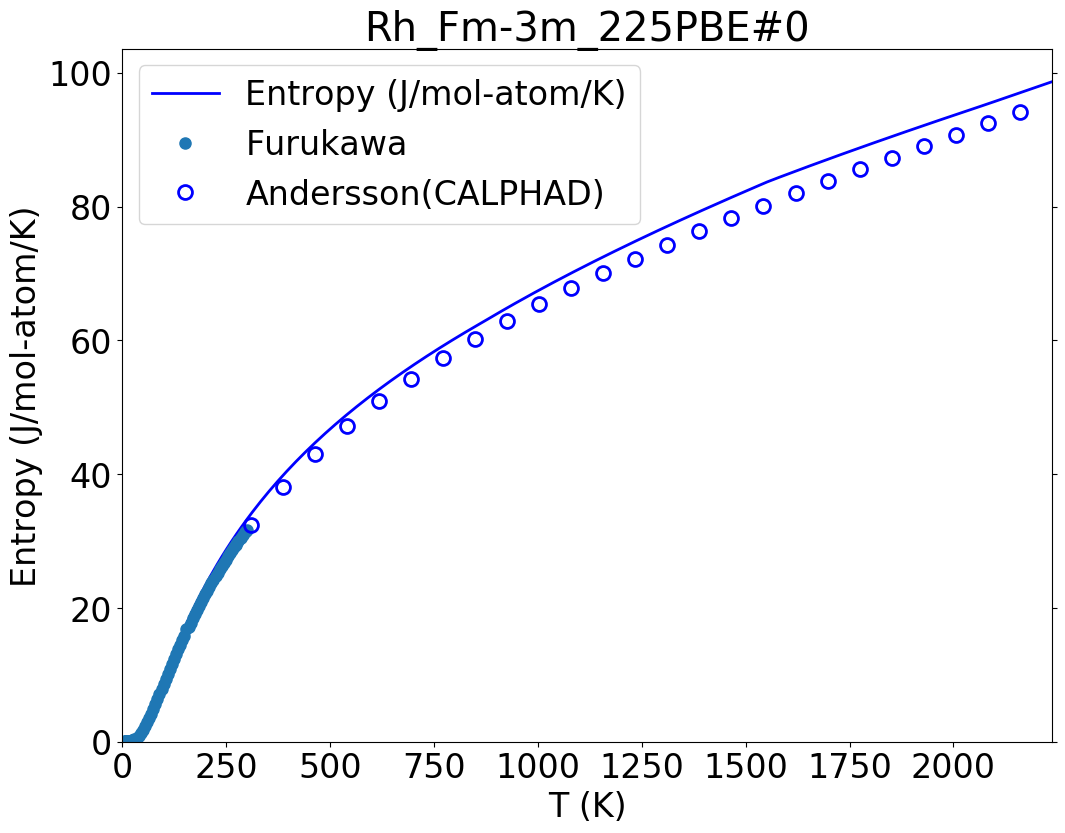 Rh_Fm-3m_225PBE#0
Entropy (J/mol-atom/K)
Furukawa
Andersson(CALPHAD)
Entropy (J/mol-atom/K)
100
80
60
40
20
0
0 250 500 750 1000 1250 1500 1750 2000
T (K)